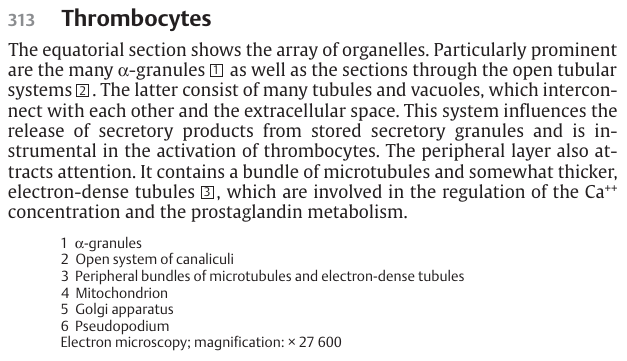 313 Thrombocytes
The equatorial section shows the array of organelles. Particularly prominent
are the many α-granules 1 as well as the sections through the open tubular
systems 2. The latter consist of many tubules and vacuoles, which intercon-
nect with each other and the extracellular space. This system influences the
release of secretory products from stored secretory granules and is in-
strumental in the activation of thrombocytes. The peripheral layer also at-
tracts attention. It contains a bundle of microtubules and somewhat thicker,
electron-dense tubules 3, which are involved in the regulation of the Ca++
concentration and the prostaglandin metabolism.
1 α-granules
2 Open system of canaliculi
3 Peripheral bundles of microtubules and electron-dense tubules
4 Mitochondrion
5 Golgi apparatus
6 Pseudopodium
Electron microscopy; magnification: × 27 600